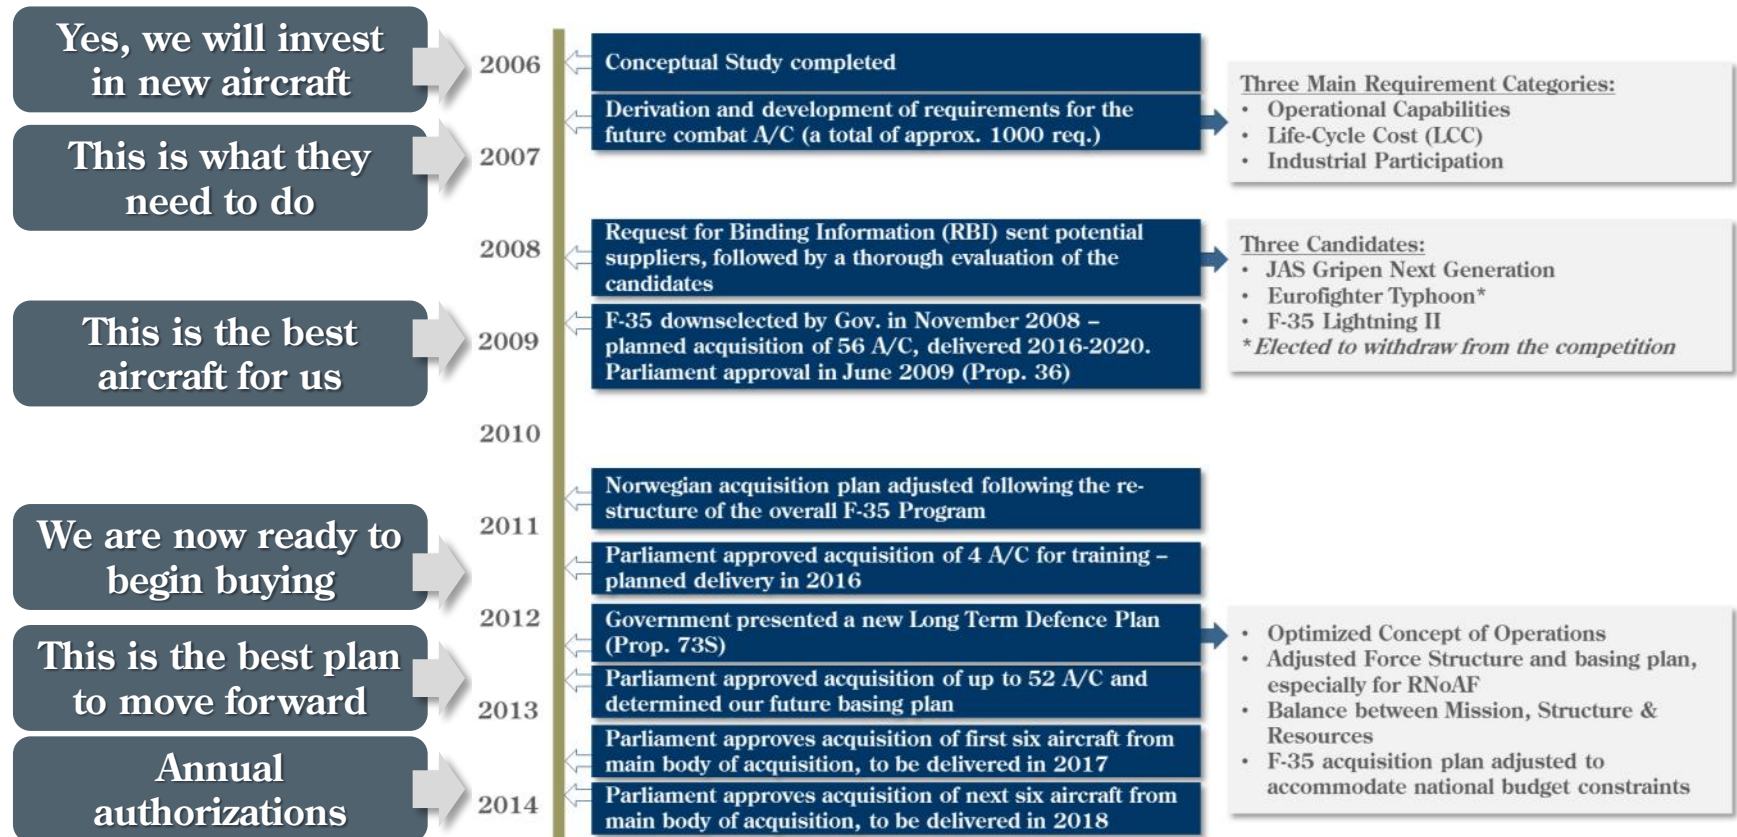 Yes, we will invest
in new aircraft
This is what they
need to do
This is the best
aircraft for us
We are now ready to
begin buying
This is the best plan
to move forward
Annual
authorizations
2006
2007
2008
2009
2010
2011
2012
2013
2014
Conceptual Study completed
Derivation and development of requirements for the
future combat A/C (a total of approx. 1000 req.)
Request for Binding Information (RBI) sent potential
suppliers, followed by a thorough evaluation of the
candidates
F-35 downselected by Gov. in November 2008 –
planned acquisition of 56 A/C, delivered 2016-2020.
Parliament approval in June 2009 (Prop. 36)
Norwegian acquisition plan adjusted following the re-
structure of the overall F-35 Program
Parliament approved acquisition of 4 A/C for training –
planned delivery in 2016
Government presented a new Long Term Defence Plan
(Prop. 73S)
Parliament approved acquisition of up to 52 A/C and
determined our future basing plan
Parliament approves acquisition of first six aircraft from
main body of acquisition, to be delivered in 2017
Parliament approves acquisition of next six aircraft from
main body of acquisition, to be delivered in 2018
Three Main Requirement Categories:
• Operational Capabilities
• Life-Cycle Cost (LCC)
• Industrial Participation
Three Candidates:
• JAS Gripen Next Generation
• Eurofighter Typhoon*
• F-35 Lightning II
*Elected to withdraw from the competition
• Optimized Concept of Operations
• Adjusted Force Structure and basing plan,
especially for RNoAF
• Balance between Mission, Structure &
Resources
• F-35 acquisition plan adjusted to
accommodate national budget constraints